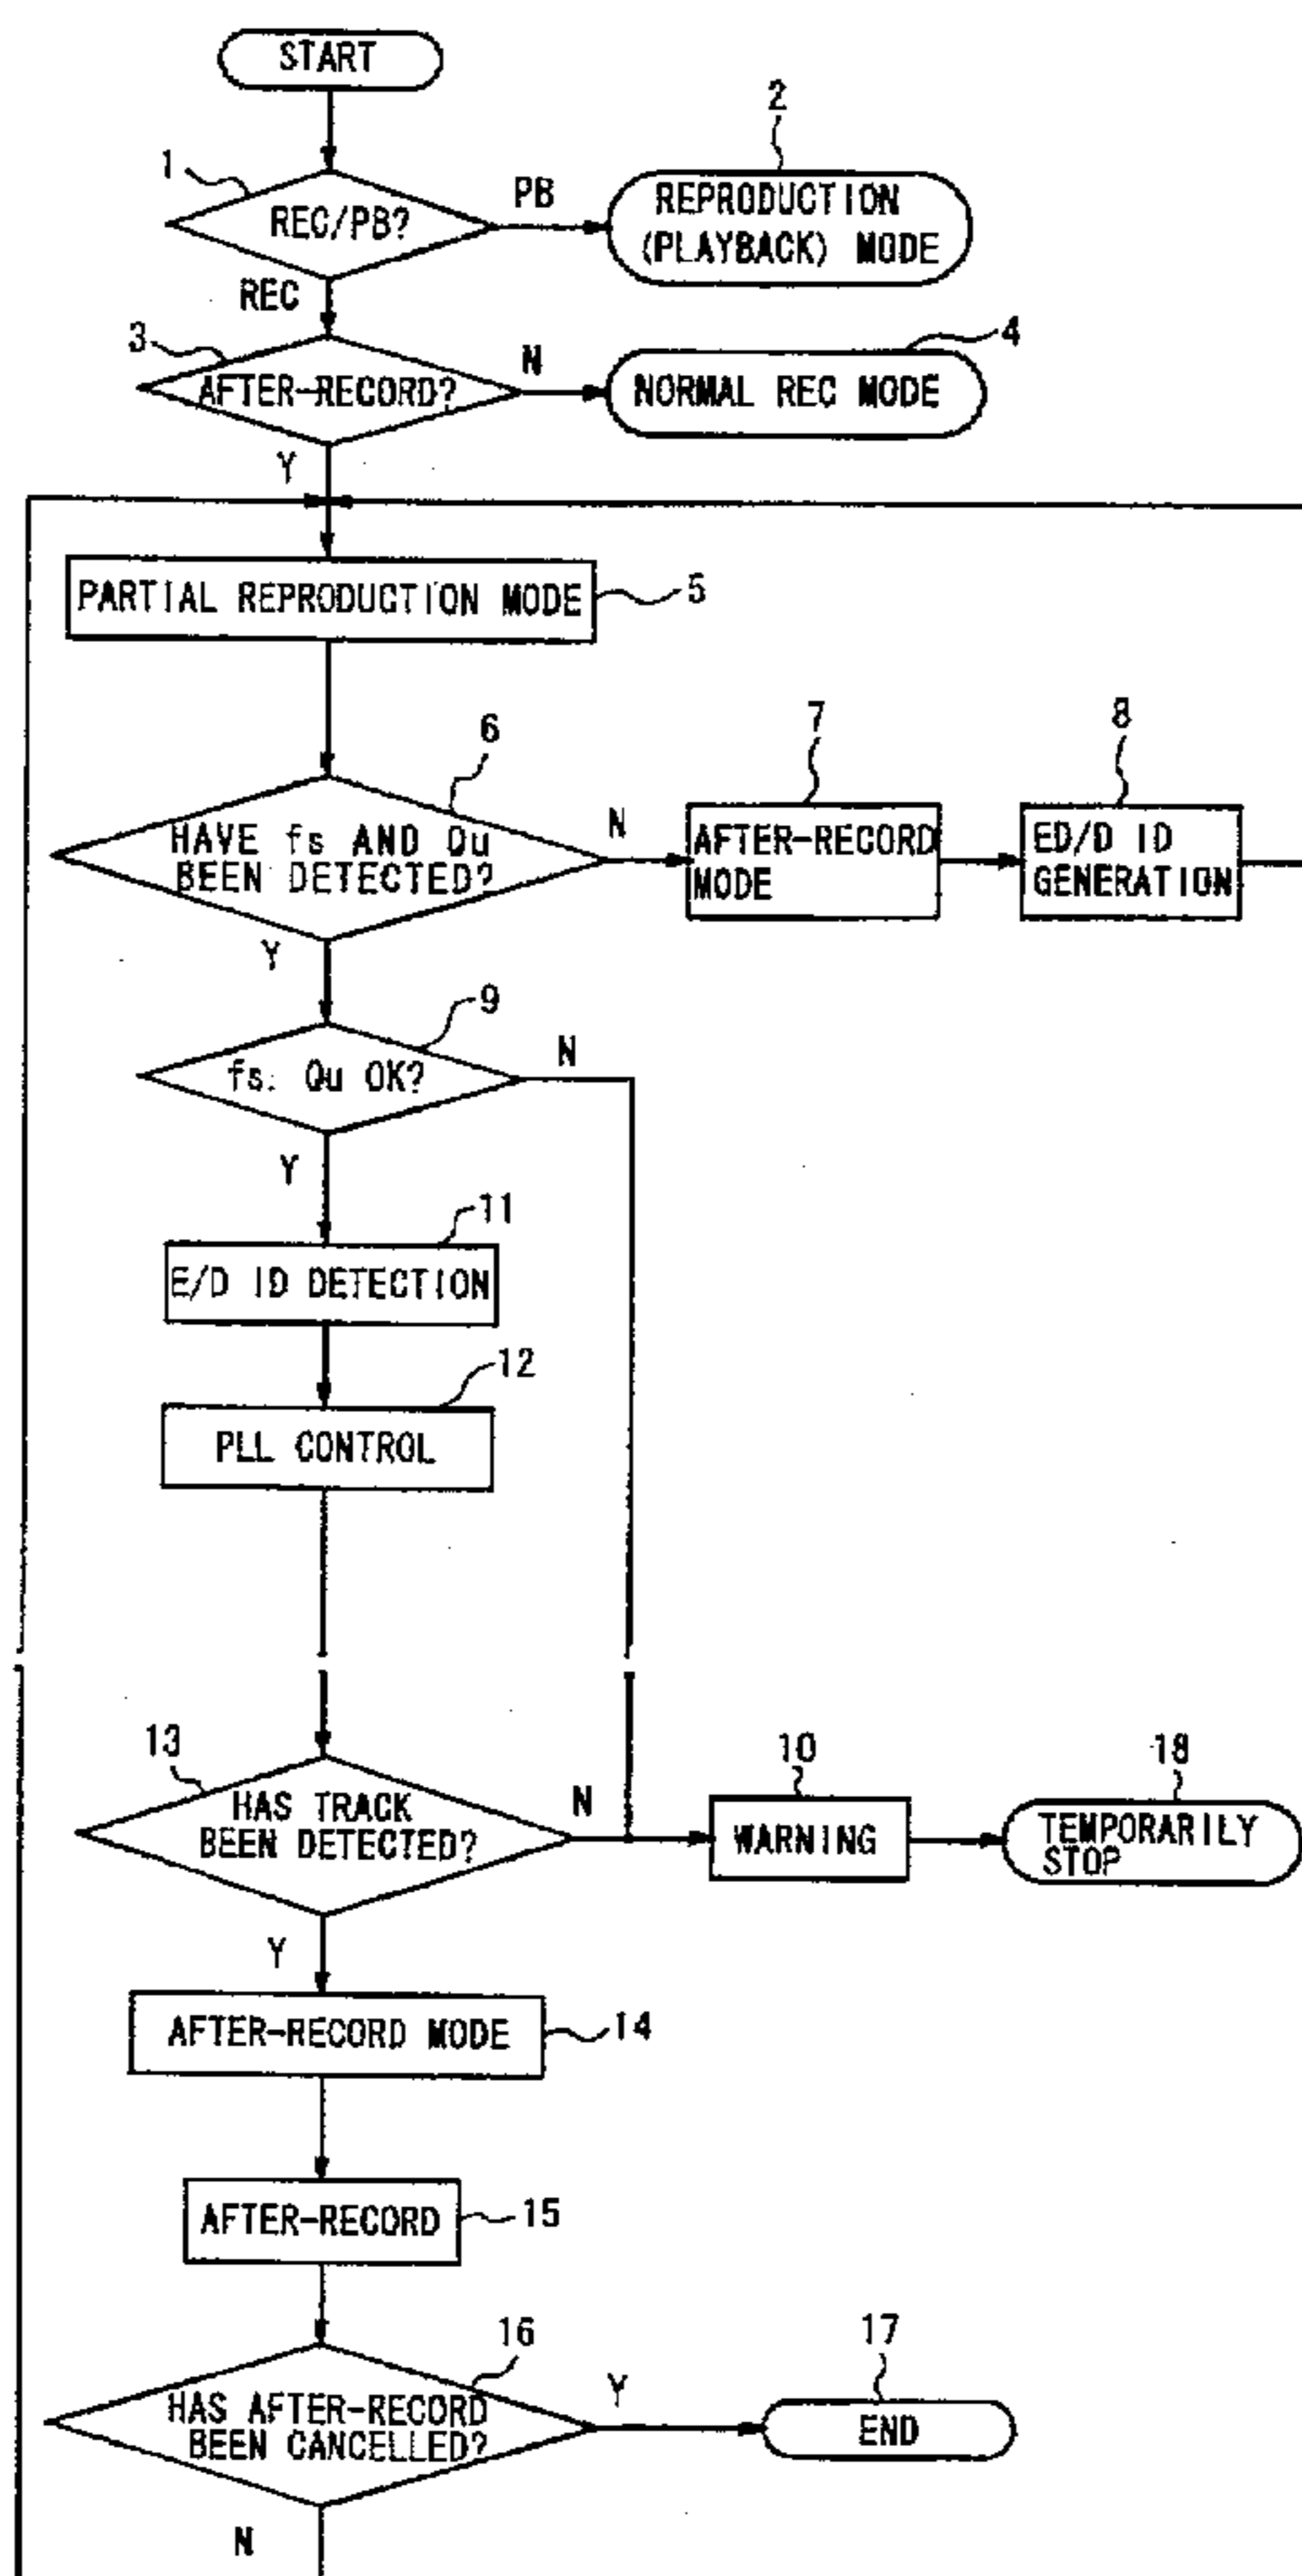 START
1
REC/PB?
PB
2
REPRODUCTION
(PLAYBACK) MODE
REC
3
AFTER-RECORD?
N
4
NORMAL REC MODE
Y
PARTIAL REPRODUCTION MODE
5
6
HAVE fs AND Qu
BEEN DETECTED?
N
7
AFTER-RECORD
MODE
8
ED/D ID
GENERATION
Y
9
fs. Qu OK?
N
Y
11
E/D ID DETECTION
12
PLL CONTROL
13
HAS TRACK
BEEN DETECTED?
N
10
WARNING
18
TEMPORARILY
STOP
Y
AFTER-RECORD MODE
14
AFTER-RECORD
15
16
HAS AFTER-RECORD
BEEN CANCELLED?
Y
17
END
N